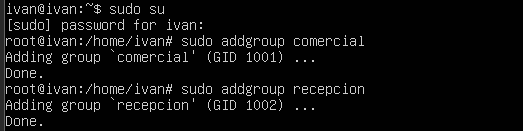 ivan@ivan:~$ sudo su
[sudo] password for ivan:
root@ivan:/home/ivan# sudo addgroup comercial
Adding group `comercial' (GID 1001) ...
Done.
root@ivan:/home/ivan# sudo addgroup recepcion
Adding group `recepcion' (GID 1002) ...
Done.